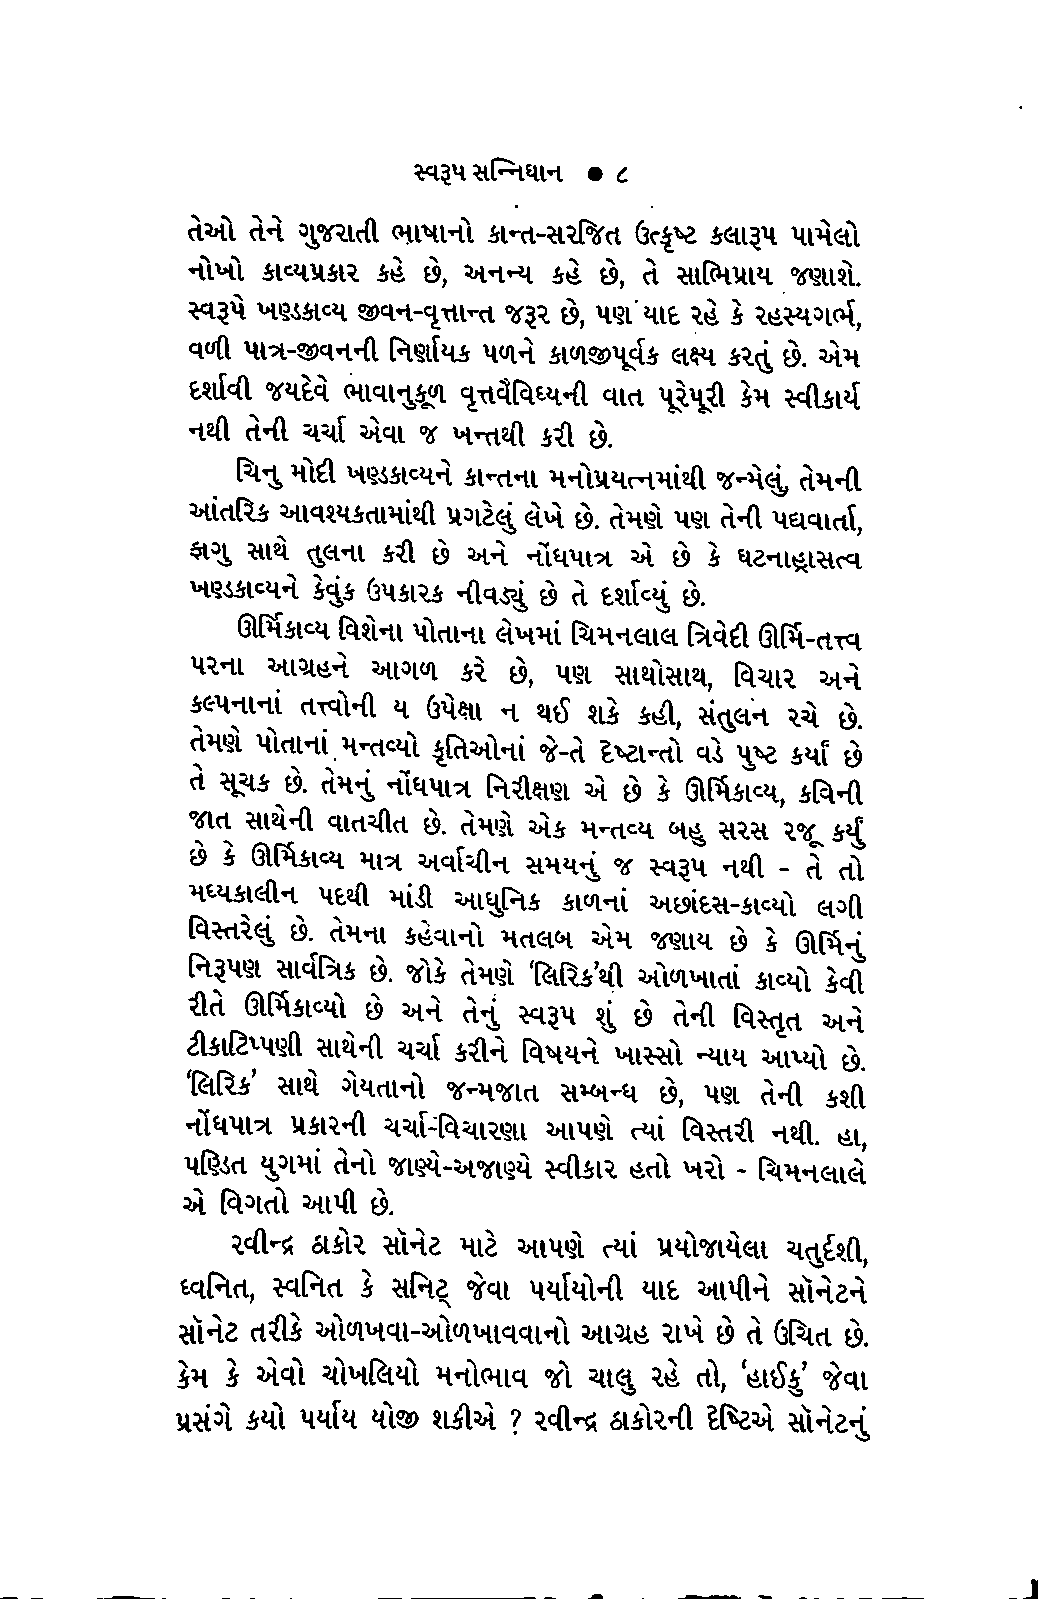 સ્વરૂપ સન્નિધાન ● ૮
તેઓ તેને ગુજરાતી ભાષાનો કાન્ત-સરજિત ઉત્કૃષ્ટ કલારૂપ પામેલો
નોખો કાવ્યપ્રકાર કહે છે, અનન્ય કહે છે, તે સાભિપ્રાય જણાશે.
સ્વરૂપે ખણ્ડકાવ્ય જીવન-વૃત્તાન્ત જરૂર છે, પણ યાદ રહે કે રહસ્યગર્ભ,
વળી પાત્ર-જીવનની નિર્ણાયક પળને કાળજીપૂર્વક લક્ષ્ય કરતું છે. એમ
દર્શાવી જયદેવે ભાવાનુકૂળ વૃત્તવૈવિધ્યની વાત પૂરેપૂરી કેમ સ્વીકાર્ય
નથી તેની ચર્ચા એવા જ ખન્તથી કરી છે.
ચિનુ મોદી ખણ્ડકાવ્યને કાન્તના મનોપ્રયત્નમાંથી જન્મેલું, તેમની
આંતરિક આવશ્યકતામાંથી પ્રગટેલું લેખે છે. તેમણે પણ તેની પદ્યવાર્તા,
ફાગુ સાથે તુલના કરી છે અને નોંધપાત્ર એ છે કે ઘટનાહ્રાસત્વ
ખણ્ડકાવ્યને કેવુંક ઉપકારક નીવડ્યું છે તે દર્શાવ્યું છે.
ઊર્મિકાવ્ય વિશેના પોતાના લેખમાં ચિમનલાલ ત્રિવેદી ઊર્મિ-તત્ત્વ
પરના આગ્રહને આગળ કરે છે, પણ સાથોસાથ, વિચાર અને
કલ્પનાનાં તત્ત્વોની ય ઉપેક્ષા ન થઈ શકે કહી, સંતુલન રચે છે.
તેમણે પોતાનાં મન્તવ્યો કૃતિઓનાં જે-તે દૃષ્ટાન્તો વડે પુષ્ટ કર્યાં છે
તે સૂચક છે. તેમનું નોંધપાત્ર નિરીક્ષણ એ છે કે ઊર્મિકાવ્ય, કવિની
જાત સાથેની વાતચીત છે. તેમણે એક મન્તવ્ય બહુ સરસ રજૂ કર્યું
છે કે ઊર્મિકાવ્ય માત્ર અર્વાચીન સમયનું જ સ્વરૂપ નથી - તે તો
મધ્યકાલીન પદથી માંડી આધુનિક કાળનાં અછાંદસ-કાવ્યો લગી
વિસ્તરેલું છે. તેમના કહેવાનો મતલબ એમ જણાય છે કે ઊર્મિનું
નિરૂપણ સાર્વત્રિક છે. જોકે તેમણે 'લિરિક'થી ઓળખાતાં કાવ્યો કેવી
રીતે ઊર્મિકાવ્યો છે અને તેનું સ્વરૂપ શું છે તેની વિસ્તૃત અને
ટીકાટિપ્પણી સાથેની ચર્ચા કરીને વિષયને ખાસ્સો ન્યાય આપ્યો છે.
'લિરિક' સાથે ગેયતાનો જન્મજાત સમ્બન્ધ છે, પણ તેની કશી
નોંધપાત્ર પ્રકારની ચર્ચા-વિચારણા આપણે ત્યાં વિસ્તરી નથી. હા,
પણ્ડિત યુગમાં તેનો જાણ્યે-અજાણ્યે સ્વીકાર હતો ખરો - ચિમનલાલે
એ વિગતો આપી છે.
રવીન્દ્ર ઠાકોર સૉનેટ માટે આપણે ત્યાં પ્રયોજાયેલા ચતુર્દશી,
ધ્વનિત, સ્વનિત કે સનિટ્ જેવા પર્યાયોની યાદ આપીને સૉનેટને
સૉનેટ તરીકે ઓળખવા-ઓળખાવવાનો આગ્રહ રાખે છે તે ઉચિત છે.
કેમ કે એવો ચોખલિયો મનોભાવ જો ચાલુ રહે તો, 'હાઈકુ' જેવા
પ્રસંગે કયો પર્યાય યોજી શકીએ ? રવીન્દ્ર ઠાકોરની દૃષ્ટિએ સૉનેટનું